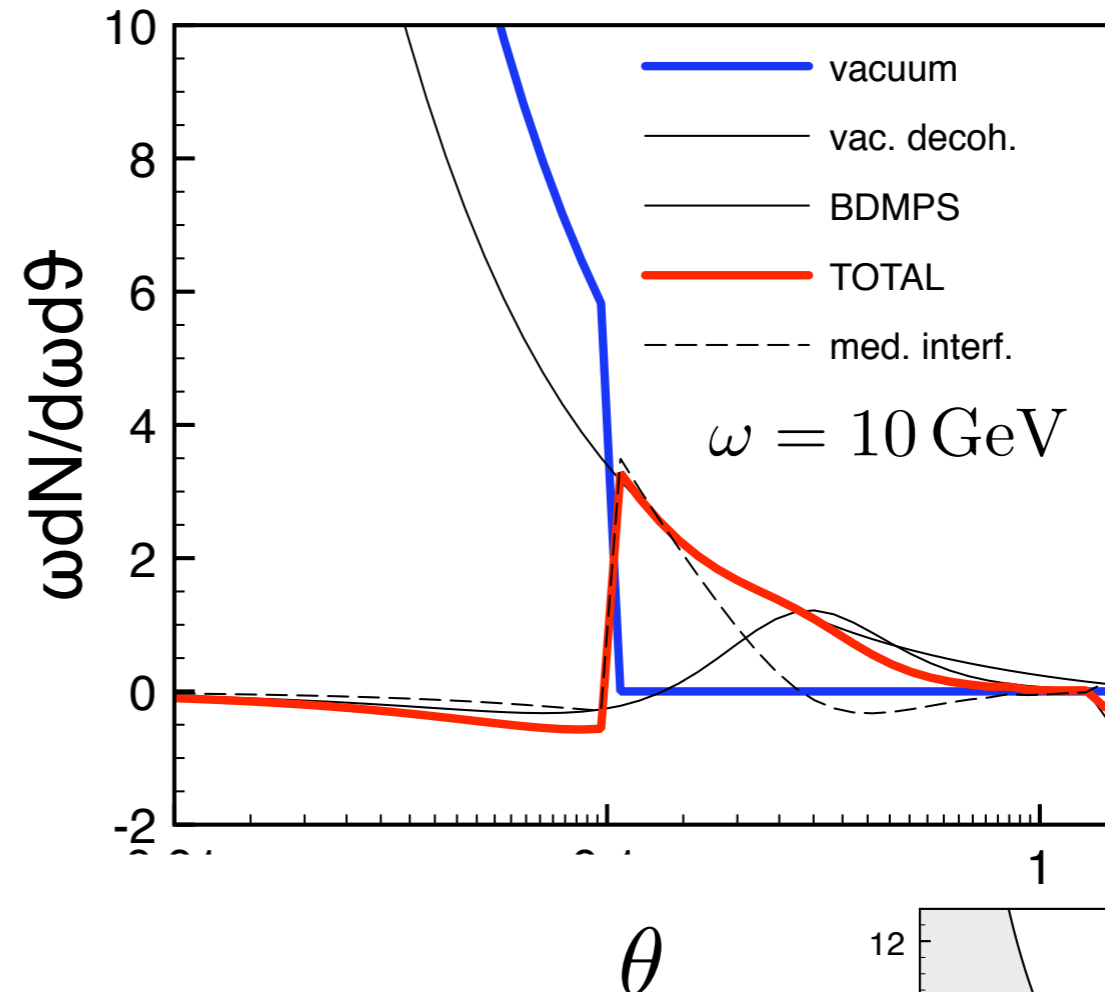 10
8
6
4
2
0
-2
ωdN/dωdθ
vacuum
vac. decoh.
BDMPS
TOTAL
med. interf.
ω = 10 GeV
1
θ
12